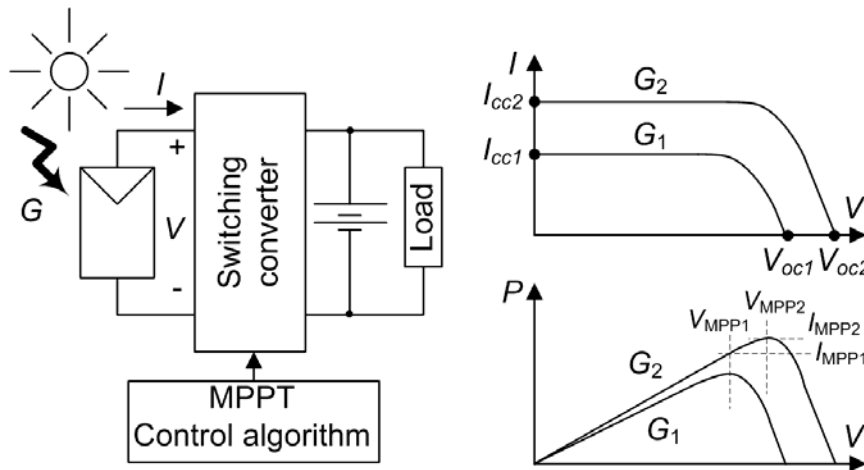 I
G
+
V
-
Switching
converter
Load
MPPT
Control algorithm
I
I_cc2
G_2
I_cc1
G_1
V
V_oc1
V_oc2
P
V_MPP1
V_MPP2
I_MPP2
I_MPP1
G_2
G_1
V